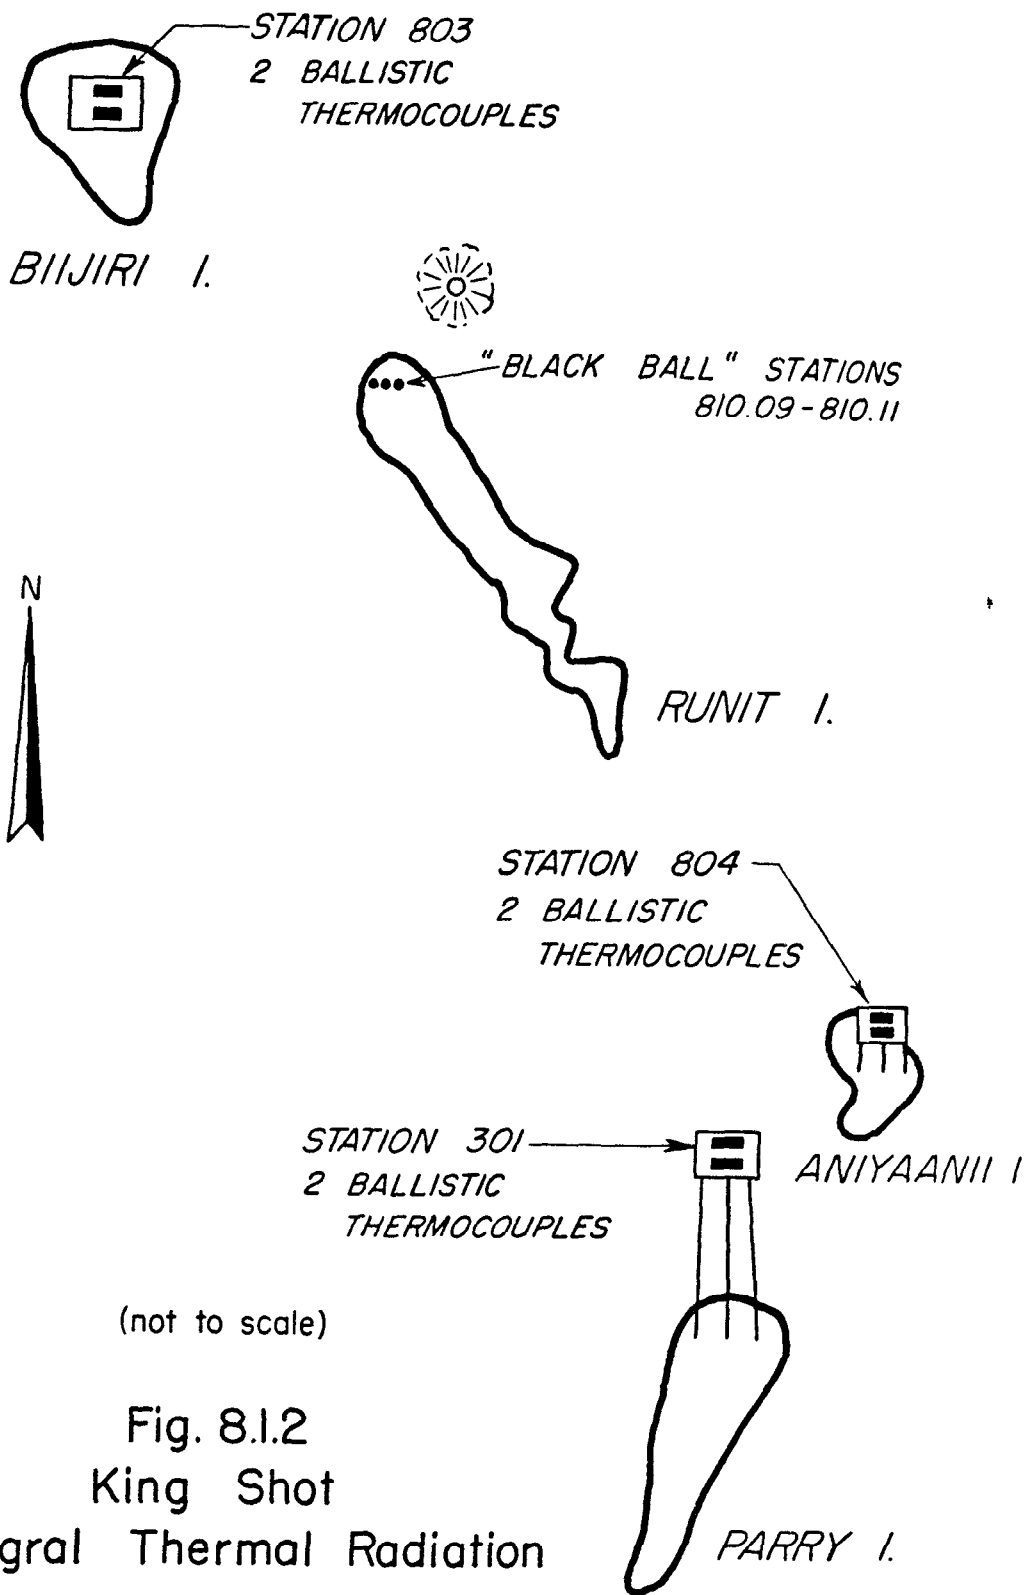 STATION 803
2 BALLISTIC
THERMOCOUPLES
BIIJIRI I.
"BLACK BALL" STATIONS
810.09-810.11
N
RUNIT I.
STATION 804
2 BALLISTIC
THERMOCOUPLES
STATION 301
2 BALLISTIC
THERMOCOUPLES
ANIYAANII I
(not to scale)
Fig. 8.1.2
King Shot
gral Thermal Radiation
PARRY I.